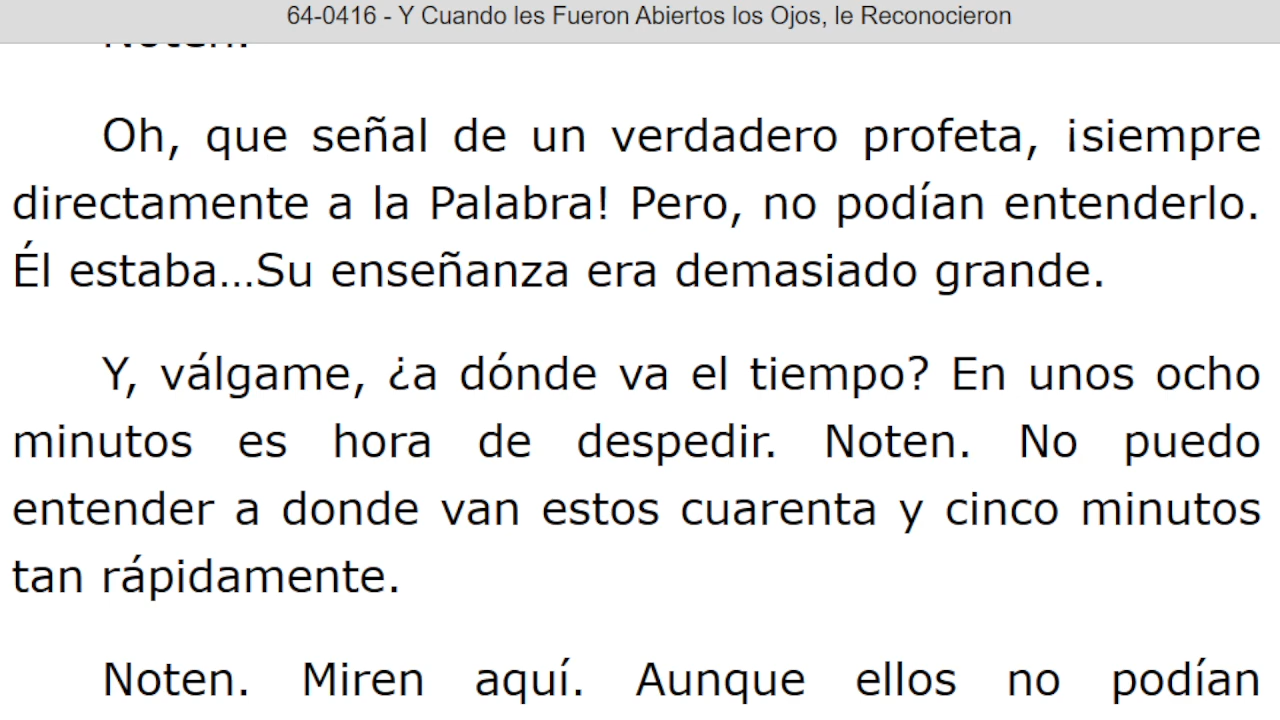 64-0416 - Y Cuando les Fueron Abiertos los Ojos, le Reconocieron
Noten.
Oh, que señal de un verdadero profeta, ¡siempre
directamente a la Palabra! Pero, no podían entenderlo.
Él estaba...Su enseñanza era demasiado grande.
Y, válgame, ¿a dónde va el tiempo? En unos ocho
minutos es hora de despedir. Noten. No puedo
entender a donde van estos cuarenta y cinco minutos
tan rápidamente.
Noten. Miren aquí. Aunque ellos no podían